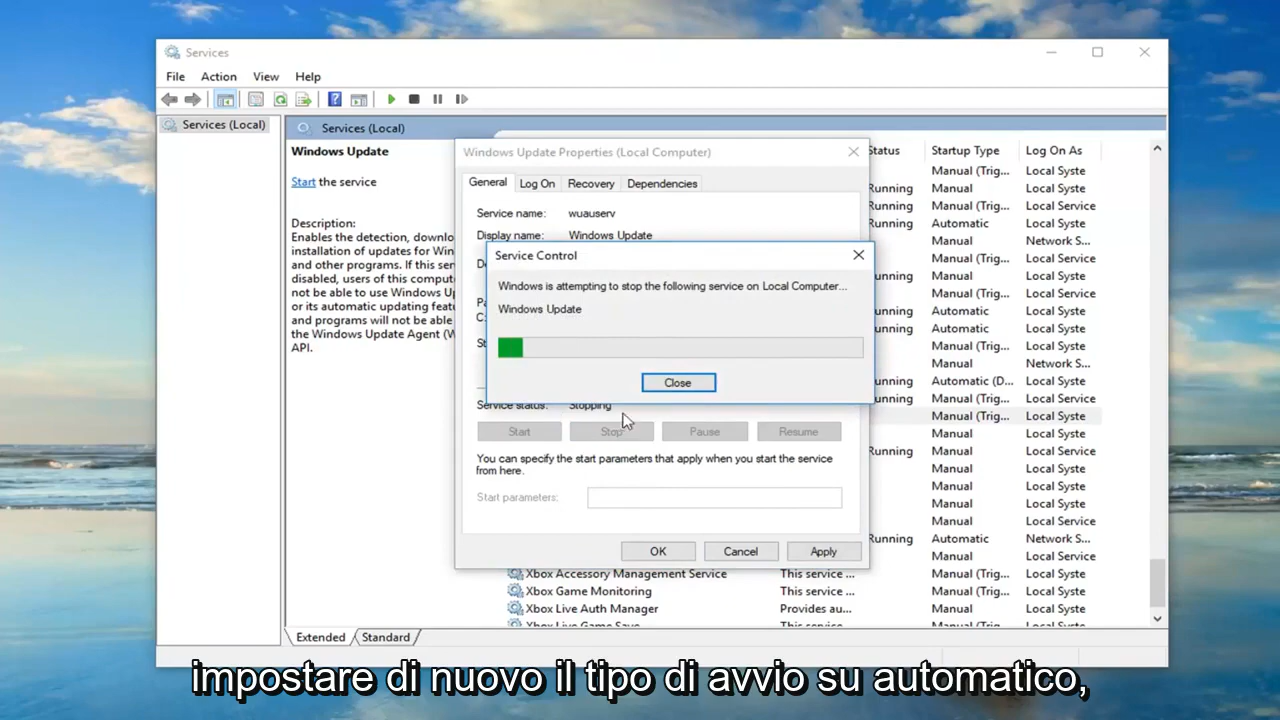 Services
File Action View Help
Services (Local)
Services (Local)
Windows Update
Start the service
Description:
Enables the detection, downlo
installation of updates for Win
and other programs. If this ser
disabled, users of this compute
not be able to use Windows Up
or its automatic updating featu
and programs will not be able
the Windows Update Agent (W
API.
Windows Update Properties (Local Computer)
General Log On Recovery Dependencies
Service name: wuauserv
Display name: Windows Update
Service Control
Windows is attempting to stop the following service on Local Computer...
Windows Update
Close
Service status: Stopping
Start Stop Pause Resume
You can specify the start parameters that apply when you start the service
from here.
Start parameters:
OK Cancel Apply
Status Startup Type Log On As
Manual (Trig... Local Syste
Running Manual Local Syste
Running Manual (Trig... Local Service
Running Automatic Local Syste
Manual Network S...
Running Manual (Trig... Local Service
Manual (Trig... Local Syste
Running Automatic Local Syste
Running Automatic Local Syste
Running Automatic Local Syste
Manual (Trig... Local Syste
Manual Network S...
Running Automatic (D... Local Syste
Running Manual (Trig... Local Service
Manual (Trig... Local Syste
Running Manual Local Service
Manual Local Syste
Manual Local Syste
Manual Local Syste
Manual Local Service
Running Automatic Network S...
Manual Local Service
Xbox Accessory Management Service This service ... Manual (Trig... Local Syste
Xbox Game Monitoring This service ... Manual (Trig... Local Syste
Xbox Live Auth Manager Provides au... Manual Local Syste
Xbox Live Game Save This service ... Manual (Trig... Local Syste
Extended Standard
impostare di nuovo il tipo di avvio su automatico,